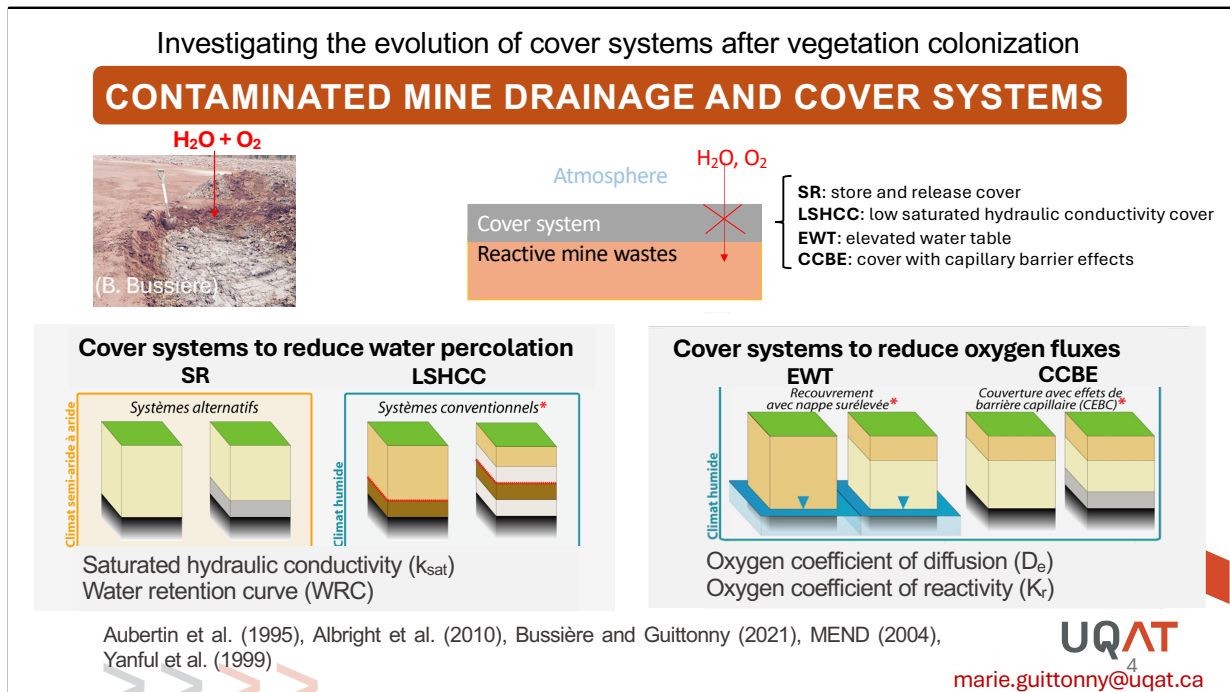 Investigating the evolution of cover systems after vegetation colonization
CONTAMINATED MINE DRAINAGE AND COVER SYSTEMS
H₂O + O₂
(B. Bussière)
Atmosphere
H₂O, O₂
Cover system
Reactive mine wastes
SR: store and release cover
LSHCC: low saturated hydraulic conductivity cover
EWT: elevated water table
CCBE: cover with capillary barrier effects
Cover systems to reduce water percolation
SR
LSHCC
Climat semi-aride à aride
Systèmes alternatifs
Climat humide
Systèmes conventionnels*
Saturated hydraulic conductivity (k_sat)
Water retention curve (WRC)
Cover systems to reduce oxygen fluxes
EWT
CCBE
Climat humide
Recouvrement
avec nappe surélevée*
Couverture avec effets de
barrière capillaire (CEBC)*
Oxygen coefficient of diffusion (D_e)
Oxygen coefficient of reactivity (K_r)
Aubertin et al. (1995), Albright et al. (2010), Bussière and Guittonny (2021), MEND (2004),
Yanful et al. (1999)
UQAT
4
marie.guittonny@uqat.ca